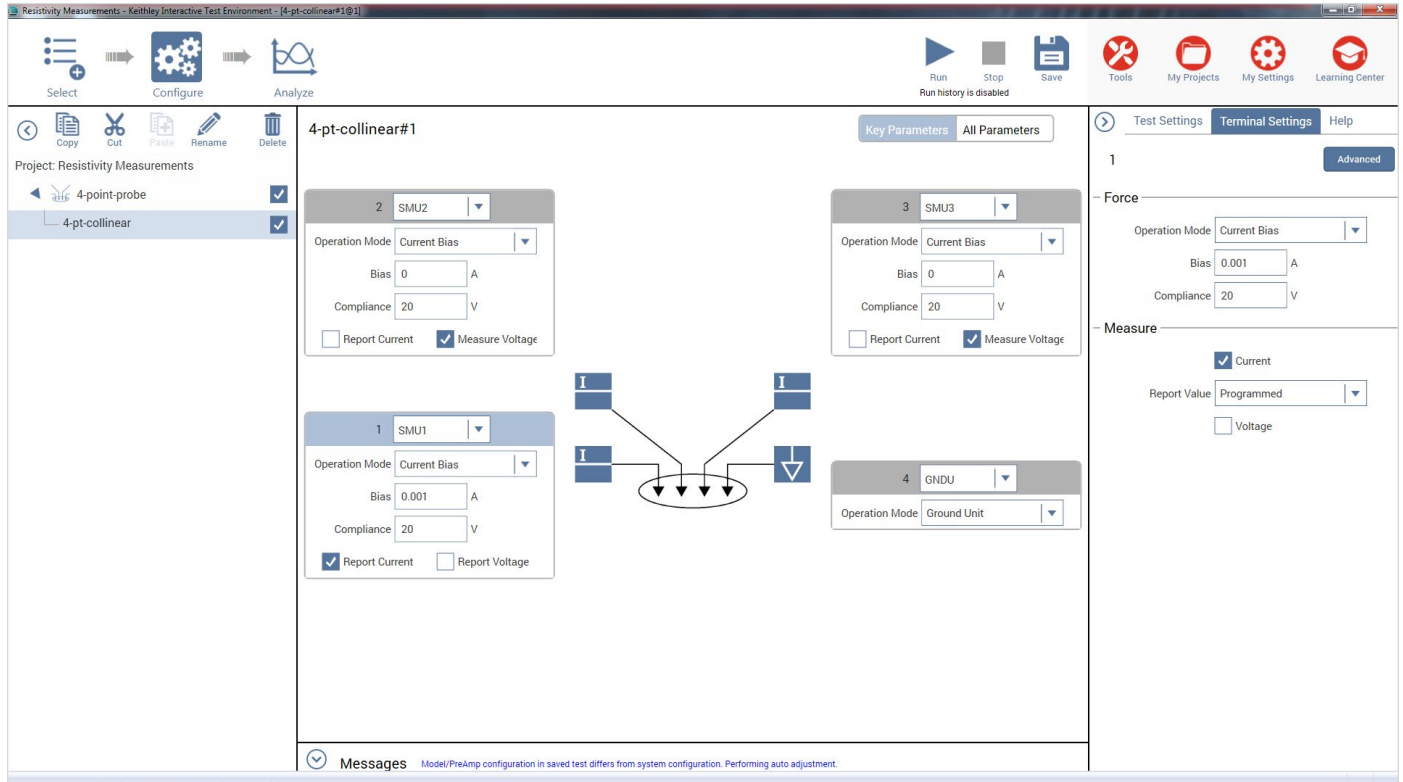 Resistivity Measurements - Keithley Interactive Test Environment - [4-pt-collinear#1@1]
Select
Configure
Analyze
Run
Stop
Save
Run history is disabled
Tools
My Projects
My Settings
Learning Center
Copy
Cut
Paste
Rename
Delete
Project: Resistivity Measurements
4-point-probe
4-pt-collinear
4-pt-collinear#1
Key Parameters All Parameters
2 SMU2
Operation Mode Current Bias
Bias 0 A
Compliance 20 V
Report Current Measure Voltage
3 SMU3
Operation Mode Current Bias
Bias 0 A
Compliance 20 V
Report Current Measure Voltage
I
I
1 SMU1
Operation Mode Current Bias
Bias 0.001 A
Compliance 20 V
Report Current Report Voltage
I
4 GNDU
Operation Mode Ground Unit
Messages Model/PreAmp configuration in saved test differs from system configuration. Performing auto adjustment.
Test Settings Terminal Settings Help
1 Advanced
Force
Operation Mode Current Bias
Bias 0.001 A
Compliance 20 V
Measure
Current
Report Value Programmed
Voltage